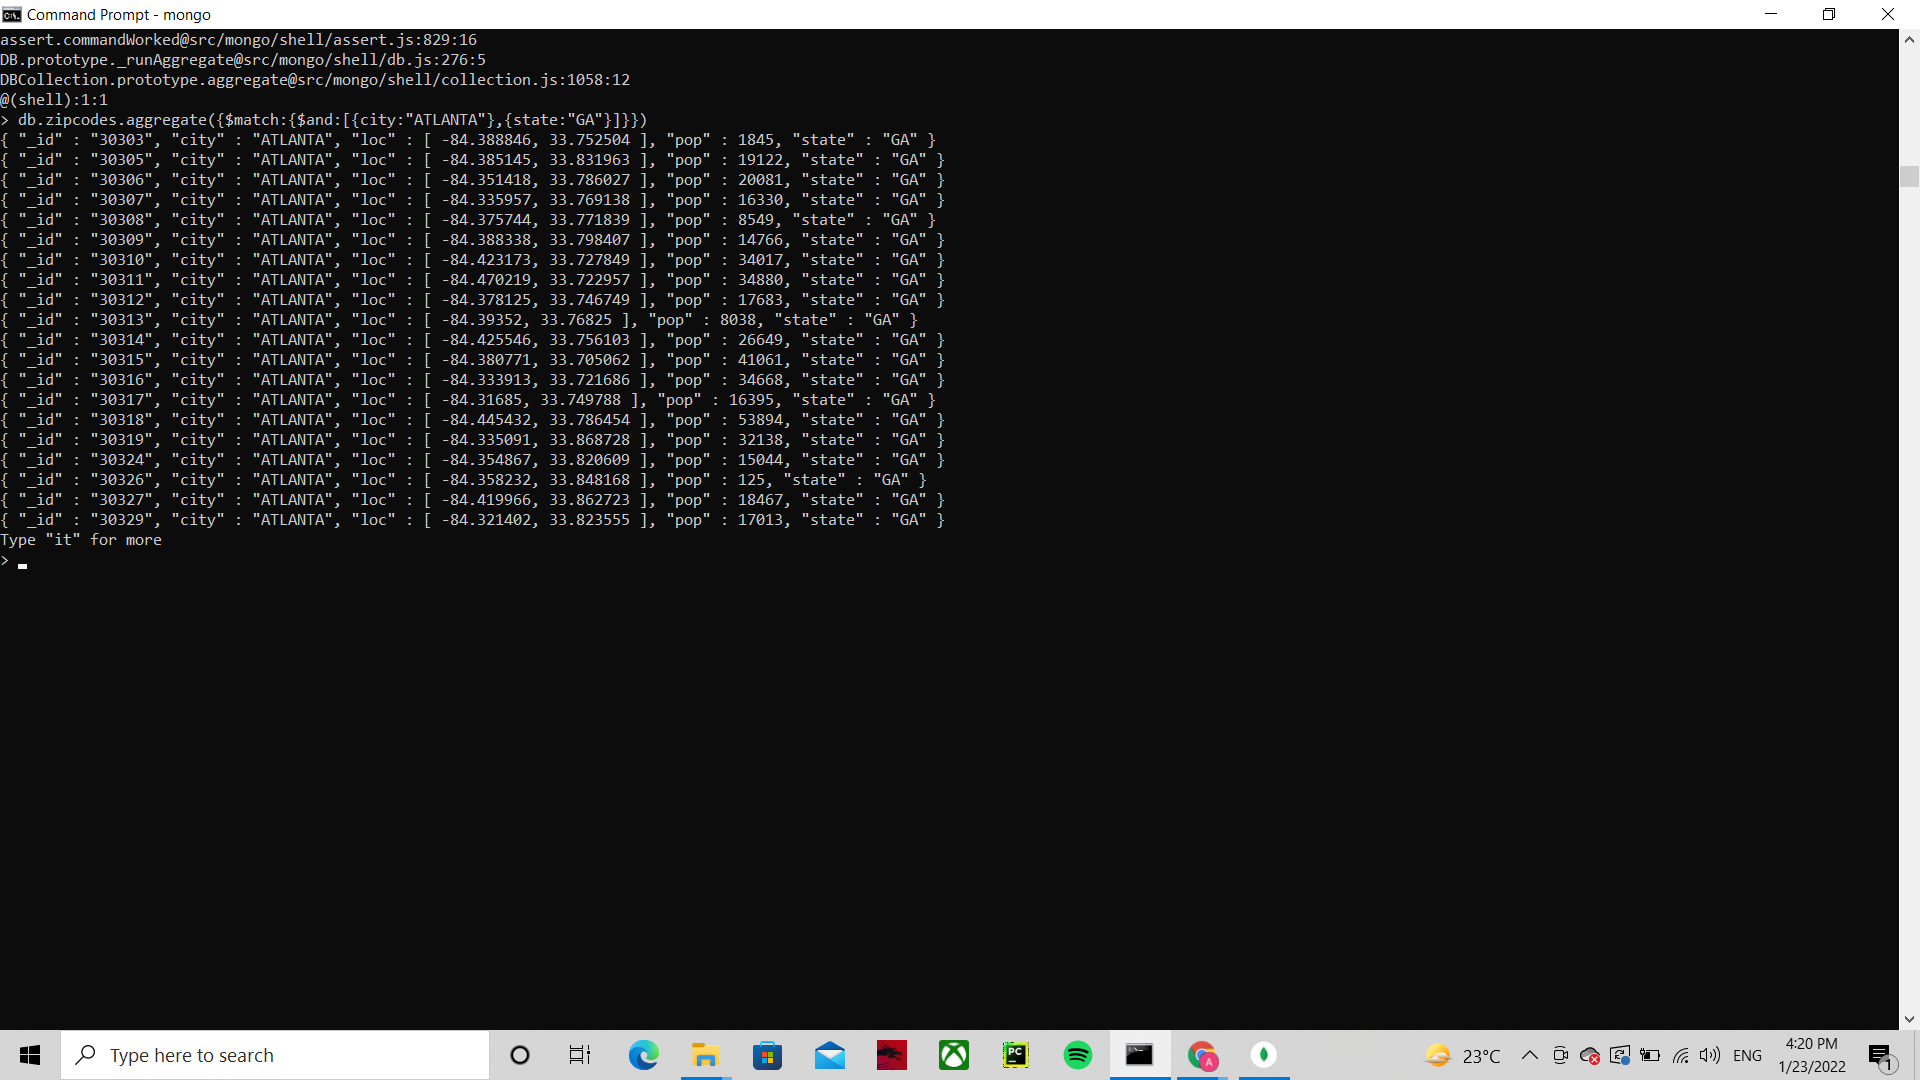 Command Prompt - mongo
assert.commandWorked@src/mongo/shell/assert.js:829:16
DB.prototype._runAggregate@src/mongo/shell/db.js:276:5
DBCollection.prototype.aggregate@src/mongo/shell/collection.js:1058:12
@(shell):1:1
> db.zipcodes.aggregate({$match:{$and:[{city:"ATLANTA"},{state:"GA"}]}})
{ "_id" : "30303", "city" : "ATLANTA", "loc" : [ -84.388846, 33.752504 ], "pop" : 1845, "state" : "GA" }
{ "_id" : "30305", "city" : "ATLANTA", "loc" : [ -84.385145, 33.831963 ], "pop" : 19122, "state" : "GA" }
{ "_id" : "30306", "city" : "ATLANTA", "loc" : [ -84.351418, 33.786027 ], "pop" : 20081, "state" : "GA" }
{ "_id" : "30307", "city" : "ATLANTA", "loc" : [ -84.335957, 33.769138 ], "pop" : 16330, "state" : "GA" }
{ "_id" : "30308", "city" : "ATLANTA", "loc" : [ -84.375744, 33.771839 ], "pop" : 8549, "state" : "GA" }
{ "_id" : "30309", "city" : "ATLANTA", "loc" : [ -84.388338, 33.798407 ], "pop" : 14766, "state" : "GA" }
{ "_id" : "30310", "city" : "ATLANTA", "loc" : [ -84.423173, 33.727849 ], "pop" : 34017, "state" : "GA" }
{ "_id" : "30311", "city" : "ATLANTA", "loc" : [ -84.470219, 33.722957 ], "pop" : 34880, "state" : "GA" }
{ "_id" : "30312", "city" : "ATLANTA", "loc" : [ -84.378125, 33.746749 ], "pop" : 17683, "state" : "GA" }
{ "_id" : "30313", "city" : "ATLANTA", "loc" : [ -84.39352, 33.76825 ], "pop" : 8038, "state" : "GA" }
{ "_id" : "30314", "city" : "ATLANTA", "loc" : [ -84.425546, 33.756103 ], "pop" : 26649, "state" : "GA" }
{ "_id" : "30315", "city" : "ATLANTA", "loc" : [ -84.380771, 33.705062 ], "pop" : 41061, "state" : "GA" }
{ "_id" : "30316", "city" : "ATLANTA", "loc" : [ -84.333913, 33.721686 ], "pop" : 34668, "state" : "GA" }
{ "_id" : "30317", "city" : "ATLANTA", "loc" : [ -84.31685, 33.749788 ], "pop" : 16395, "state" : "GA" }
{ "_id" : "30318", "city" : "ATLANTA", "loc" : [ -84.445432, 33.786454 ], "pop" : 53894, "state" : "GA" }
{ "_id" : "30319", "city" : "ATLANTA", "loc" : [ -84.335091, 33.868728 ], "pop" : 32138, "state" : "GA" }
{ "_id" : "30324", "city" : "ATLANTA", "loc" : [ -84.354867, 33.820609 ], "pop" : 15044, "state" : "GA" }
{ "_id" : "30326", "city" : "ATLANTA", "loc" : [ -84.358232, 33.848168 ], "pop" : 125, "state" : "GA" }
{ "_id" : "30327", "city" : "ATLANTA", "loc" : [ -84.419966, 33.862723 ], "pop" : 18467, "state" : "GA" }
{ "_id" : "30329", "city" : "ATLANTA", "loc" : [ -84.321402, 33.823555 ], "pop" : 17013, "state" : "GA" }
Type "it" for more
>
Type here to search
PC
A
23°C
ENG
4:20 PM
1/23/2022
1